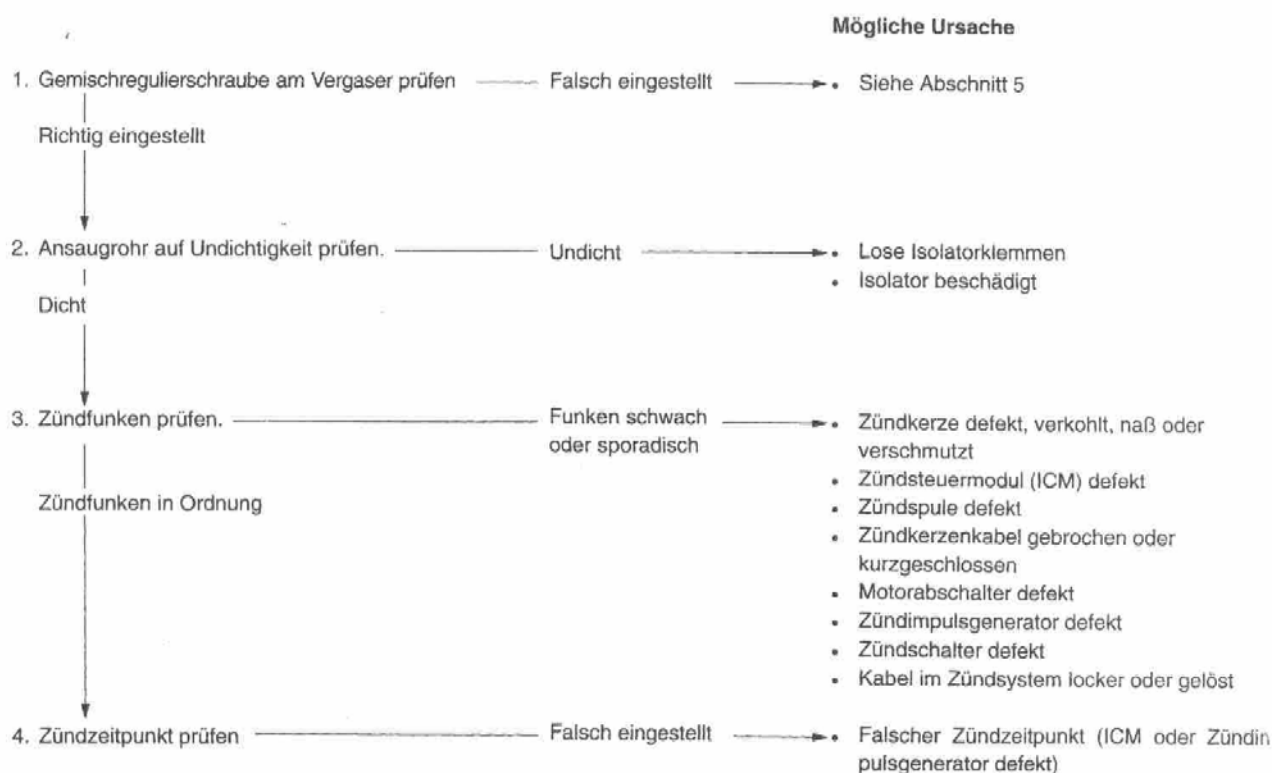 Mögliche Ursache
1. Gemischregulierschraube am Vergaser prüfen Falsch eingestellt • Siehe Abschnitt 5
Richtig eingestellt
2. Ansaugrohr auf Undichtigkeit prüfen. Undicht • Lose Isolatorklemmen
• Isolator beschädigt
Dicht
3. Zündfunken prüfen. Funken schwach • Zündkerze defekt, verkohlt, naß oder
oder sporadisch verschmutzt
• Zündsteuermodul (ICM) defekt
Zündfunken in Ordnung
• Zündspule defekt
• Zündkerzenkabel gebrochen oder
kurzgeschlossen
• Motorabschalter defekt
• Zündimpulsgenerator defekt
• Zündschalter defekt
• Kabel im Zündsystem locker oder gelöst
4. Zündzeitpunkt prüfen Falsch eingestellt • Falscher Zündzeitpunkt (ICM oder Zündin
pulsgenerator defekt)